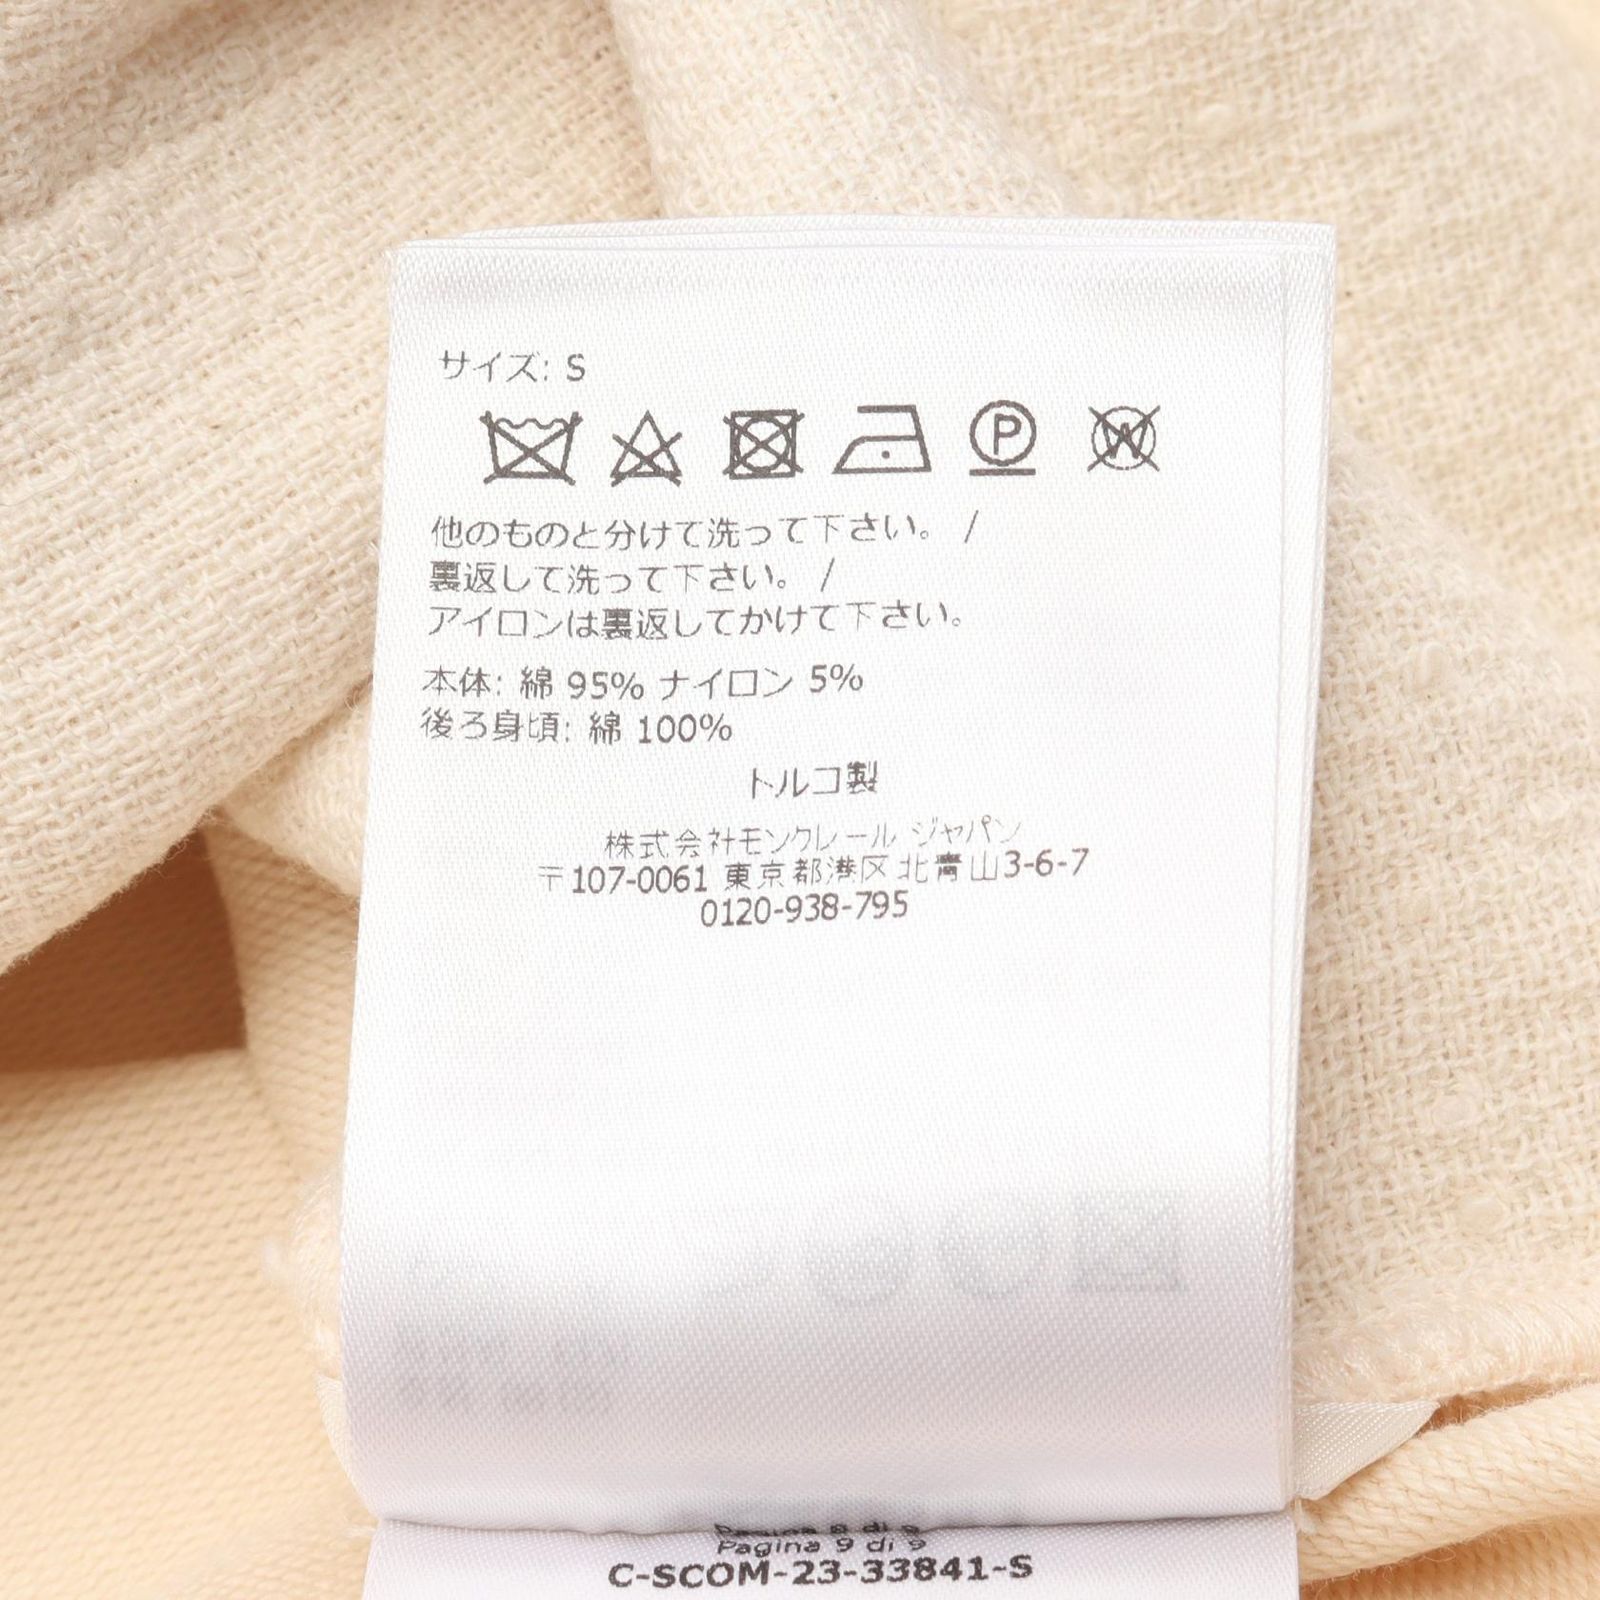 サイズ: S
P
W
他のものと分けて洗って下さい。 /
裏返して洗って下さい。 /
アイロンは裏返してかけて下さい。
本体: 綿 95% ナイロン 5%
後ろ身頃: 綿 100%
トルコ製
株式会社モンクレール ジャパン
〒107-0061 東京都港区北青山3-6-7
0120-938-795
Pagina 8 di 9
Pagina 9 di 9
C-SCOM-23-33841-S